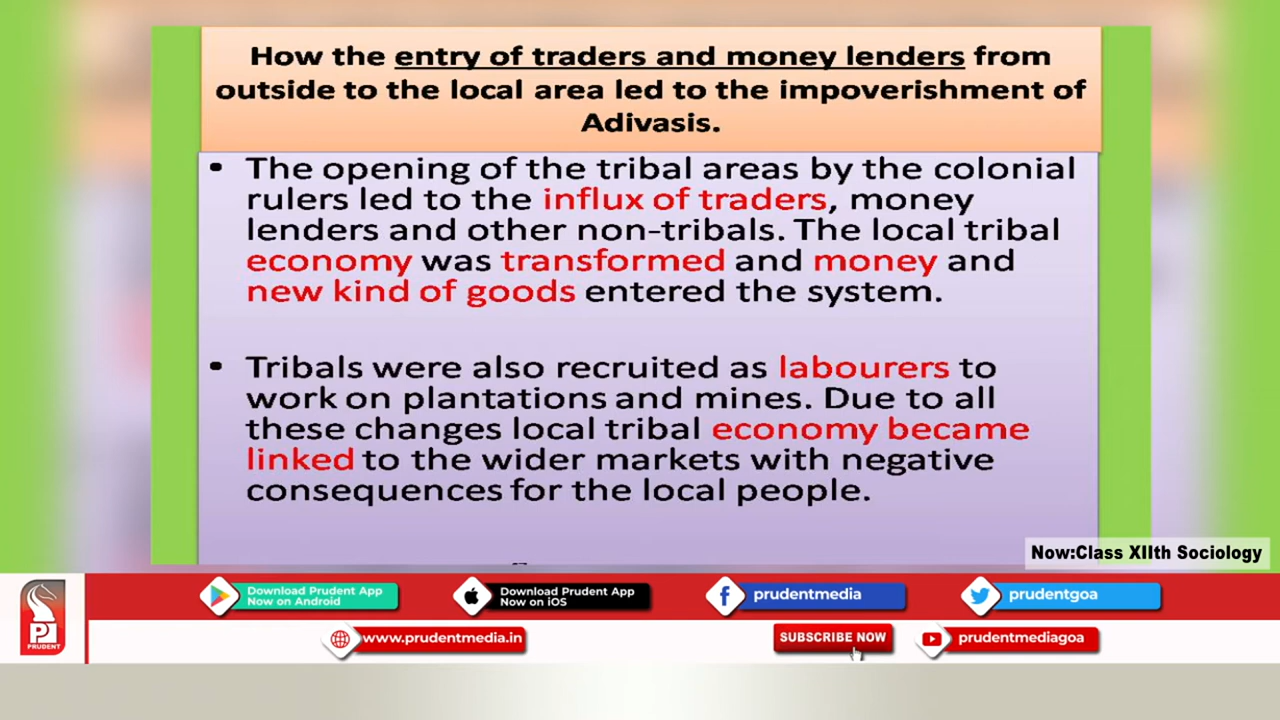 How the entry of traders and money lenders from
outside to the local area led to the impoverishment of
Adivasis.
• The opening of the tribal areas by the colonial
rulers led to the influx of traders, money
lenders and other non-tribals. The local tribal
economy was transformed and money and
new kind of goods entered the system.
• Tribals were also recruited as labourers to
work on plantations and mines. Due to all
these changes local tribal economy became
linked to the wider markets with negative
consequences for the local people.
Now:Class XIIth Sociology
Download Prudent App
Now on Android
Download Prudent App
Now on iOS
prudentmedia
prudentgoa
PRUDENT
www.prudentmedia.in
SUBSCRIBE NOW
prudentmediagoa